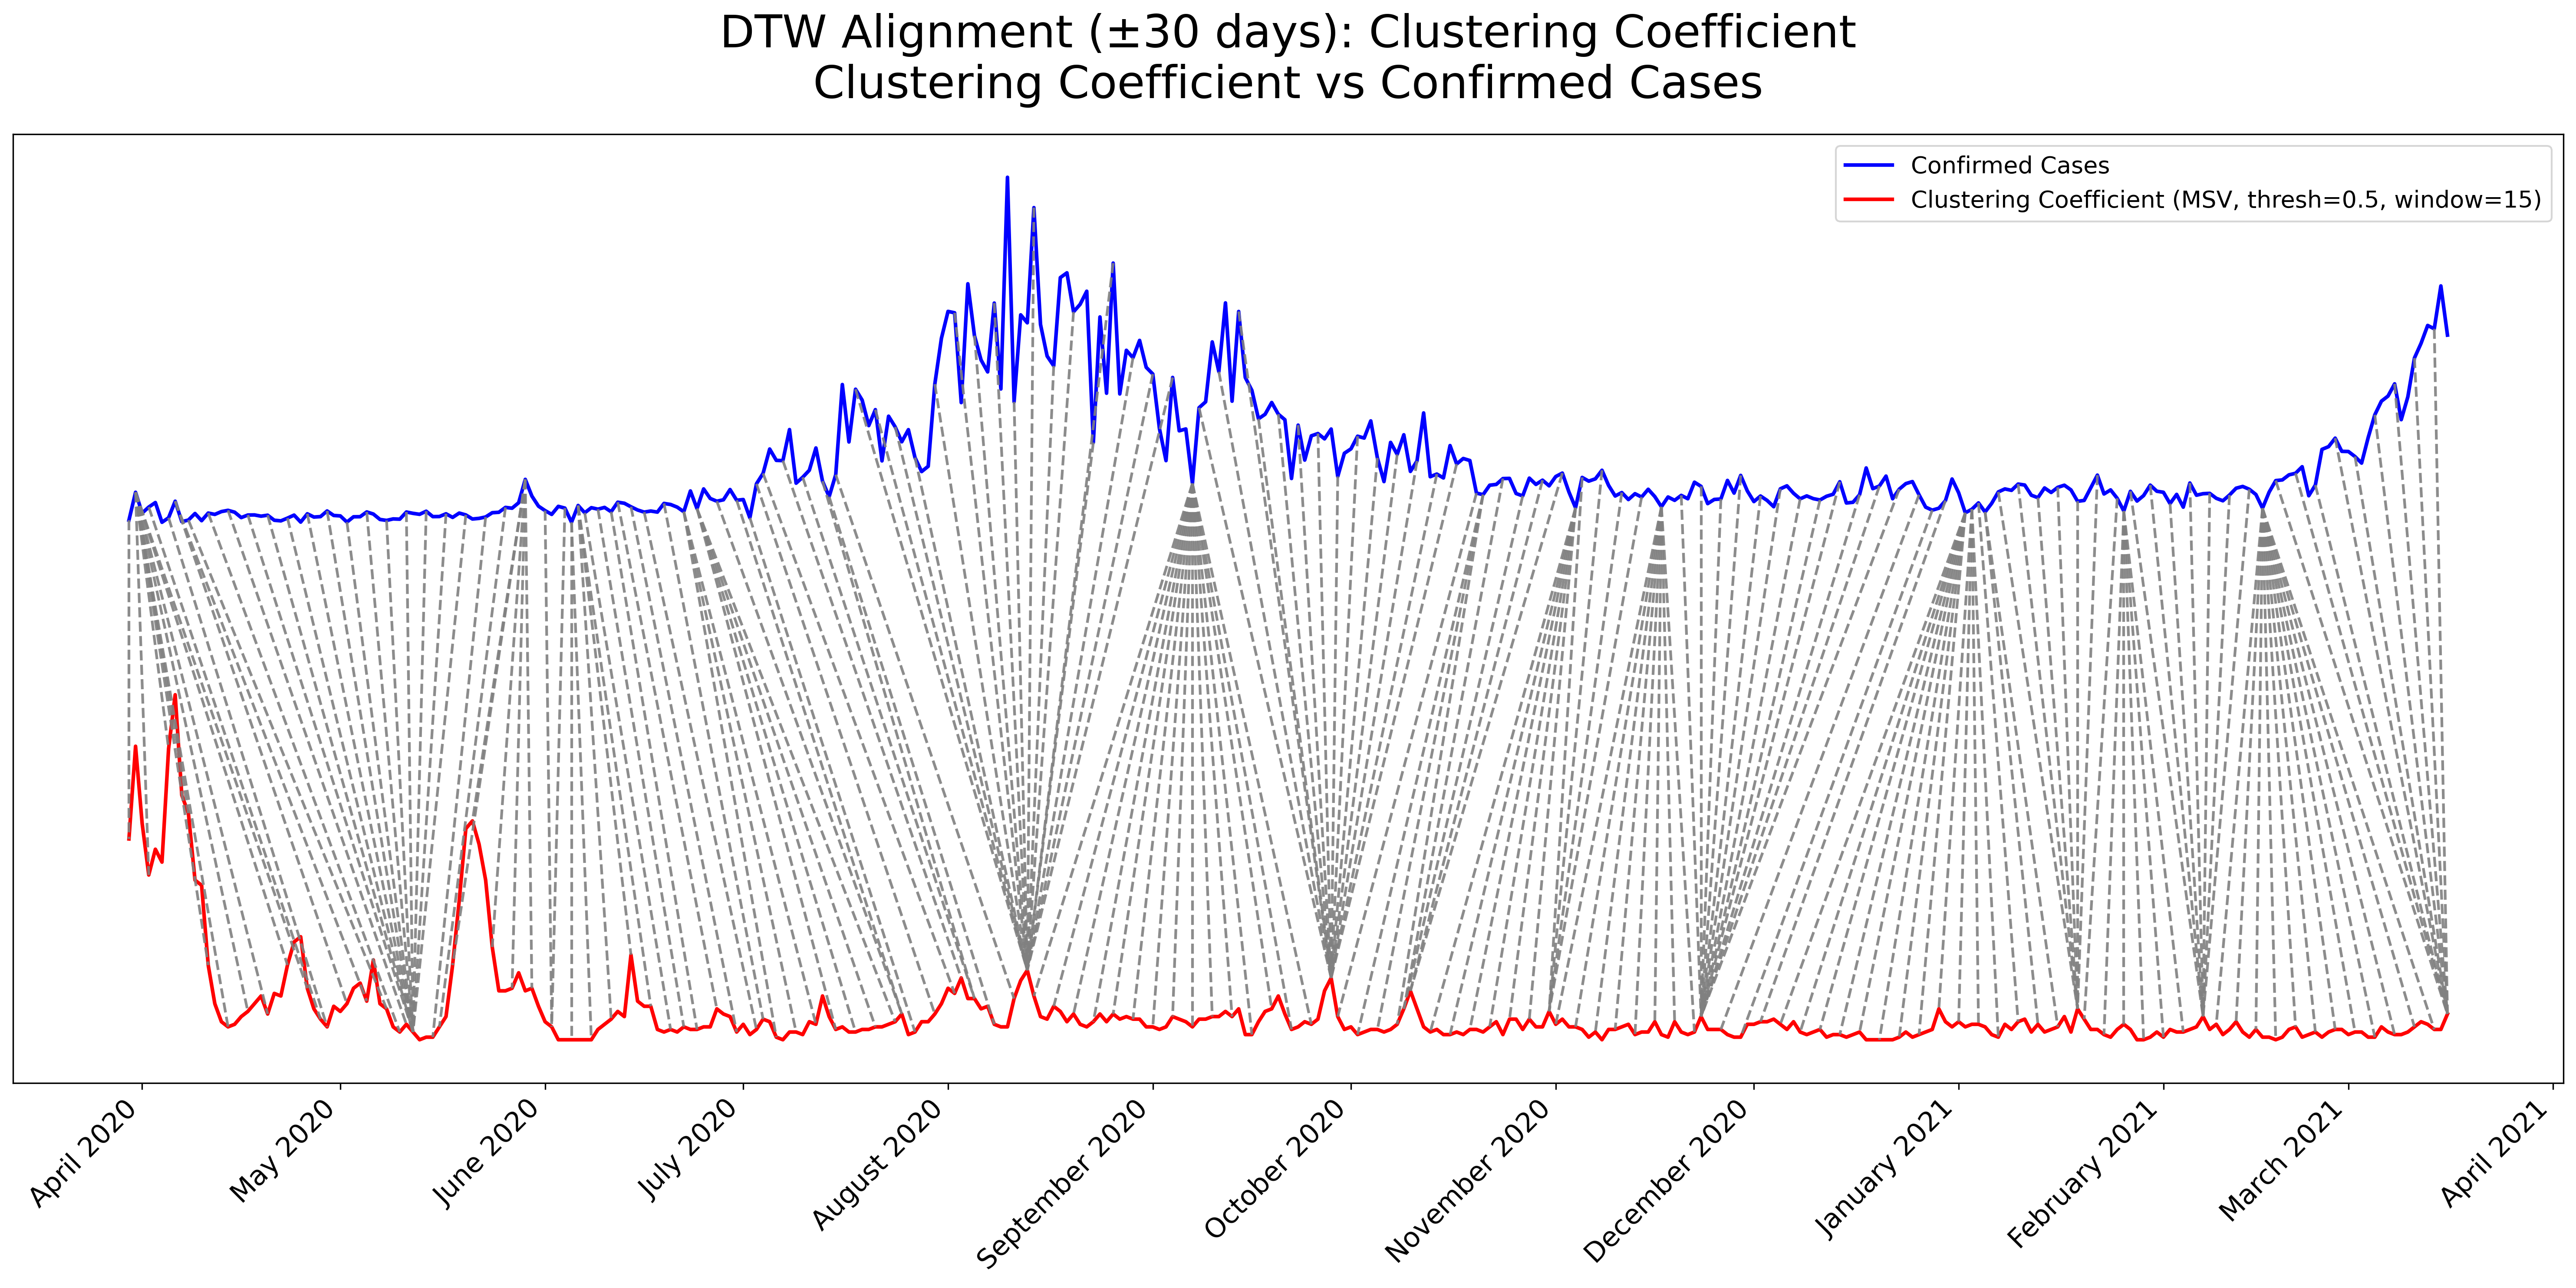 DTW Alignment (±30 days): Clustering Coefficient
Clustering Coefficient vs Confirmed Cases
Confirmed Cases
Clustering Coefficient (MSV, thresh=0.5, window=15)
April 2020
May 2020
June 2020
July 2020
August 2020
September 2020
October 2020
November 2020
December 2020
January 2021
February 2021
March 2021
April 2021